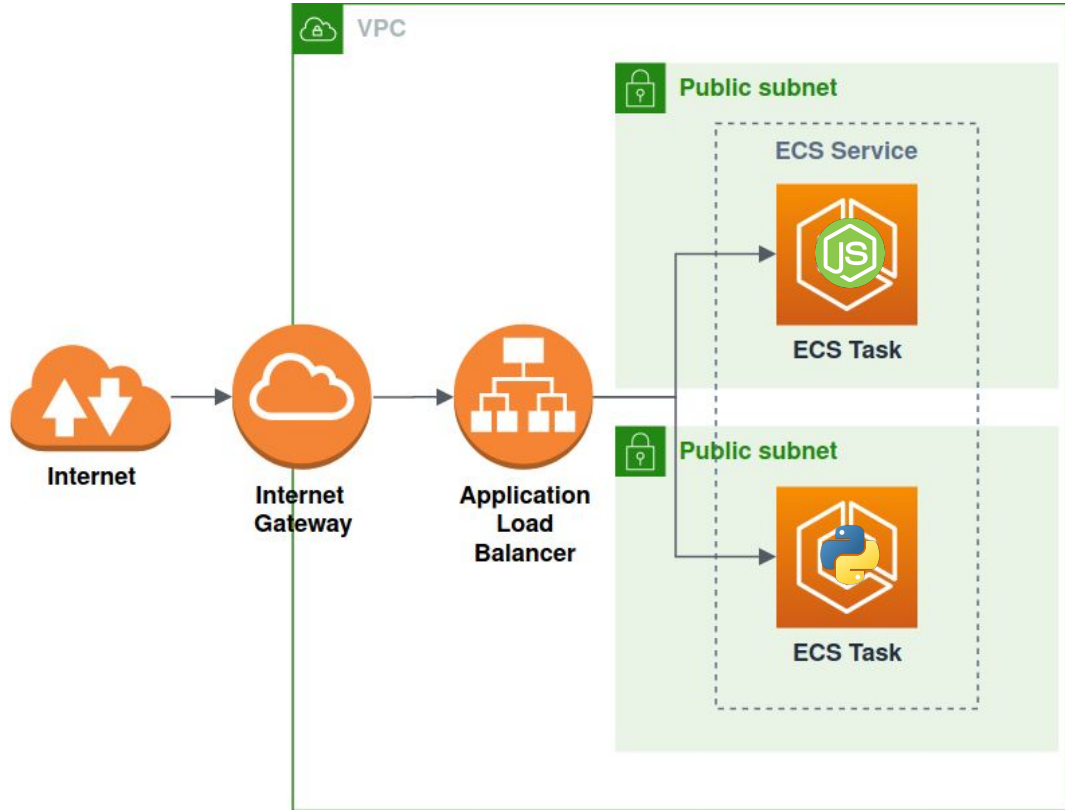 VPC
Public subnet
ECS Service
JS
ECS Task
Internet
Internet
Gateway
Application
Load
Balancer
Public subnet
ECS Task